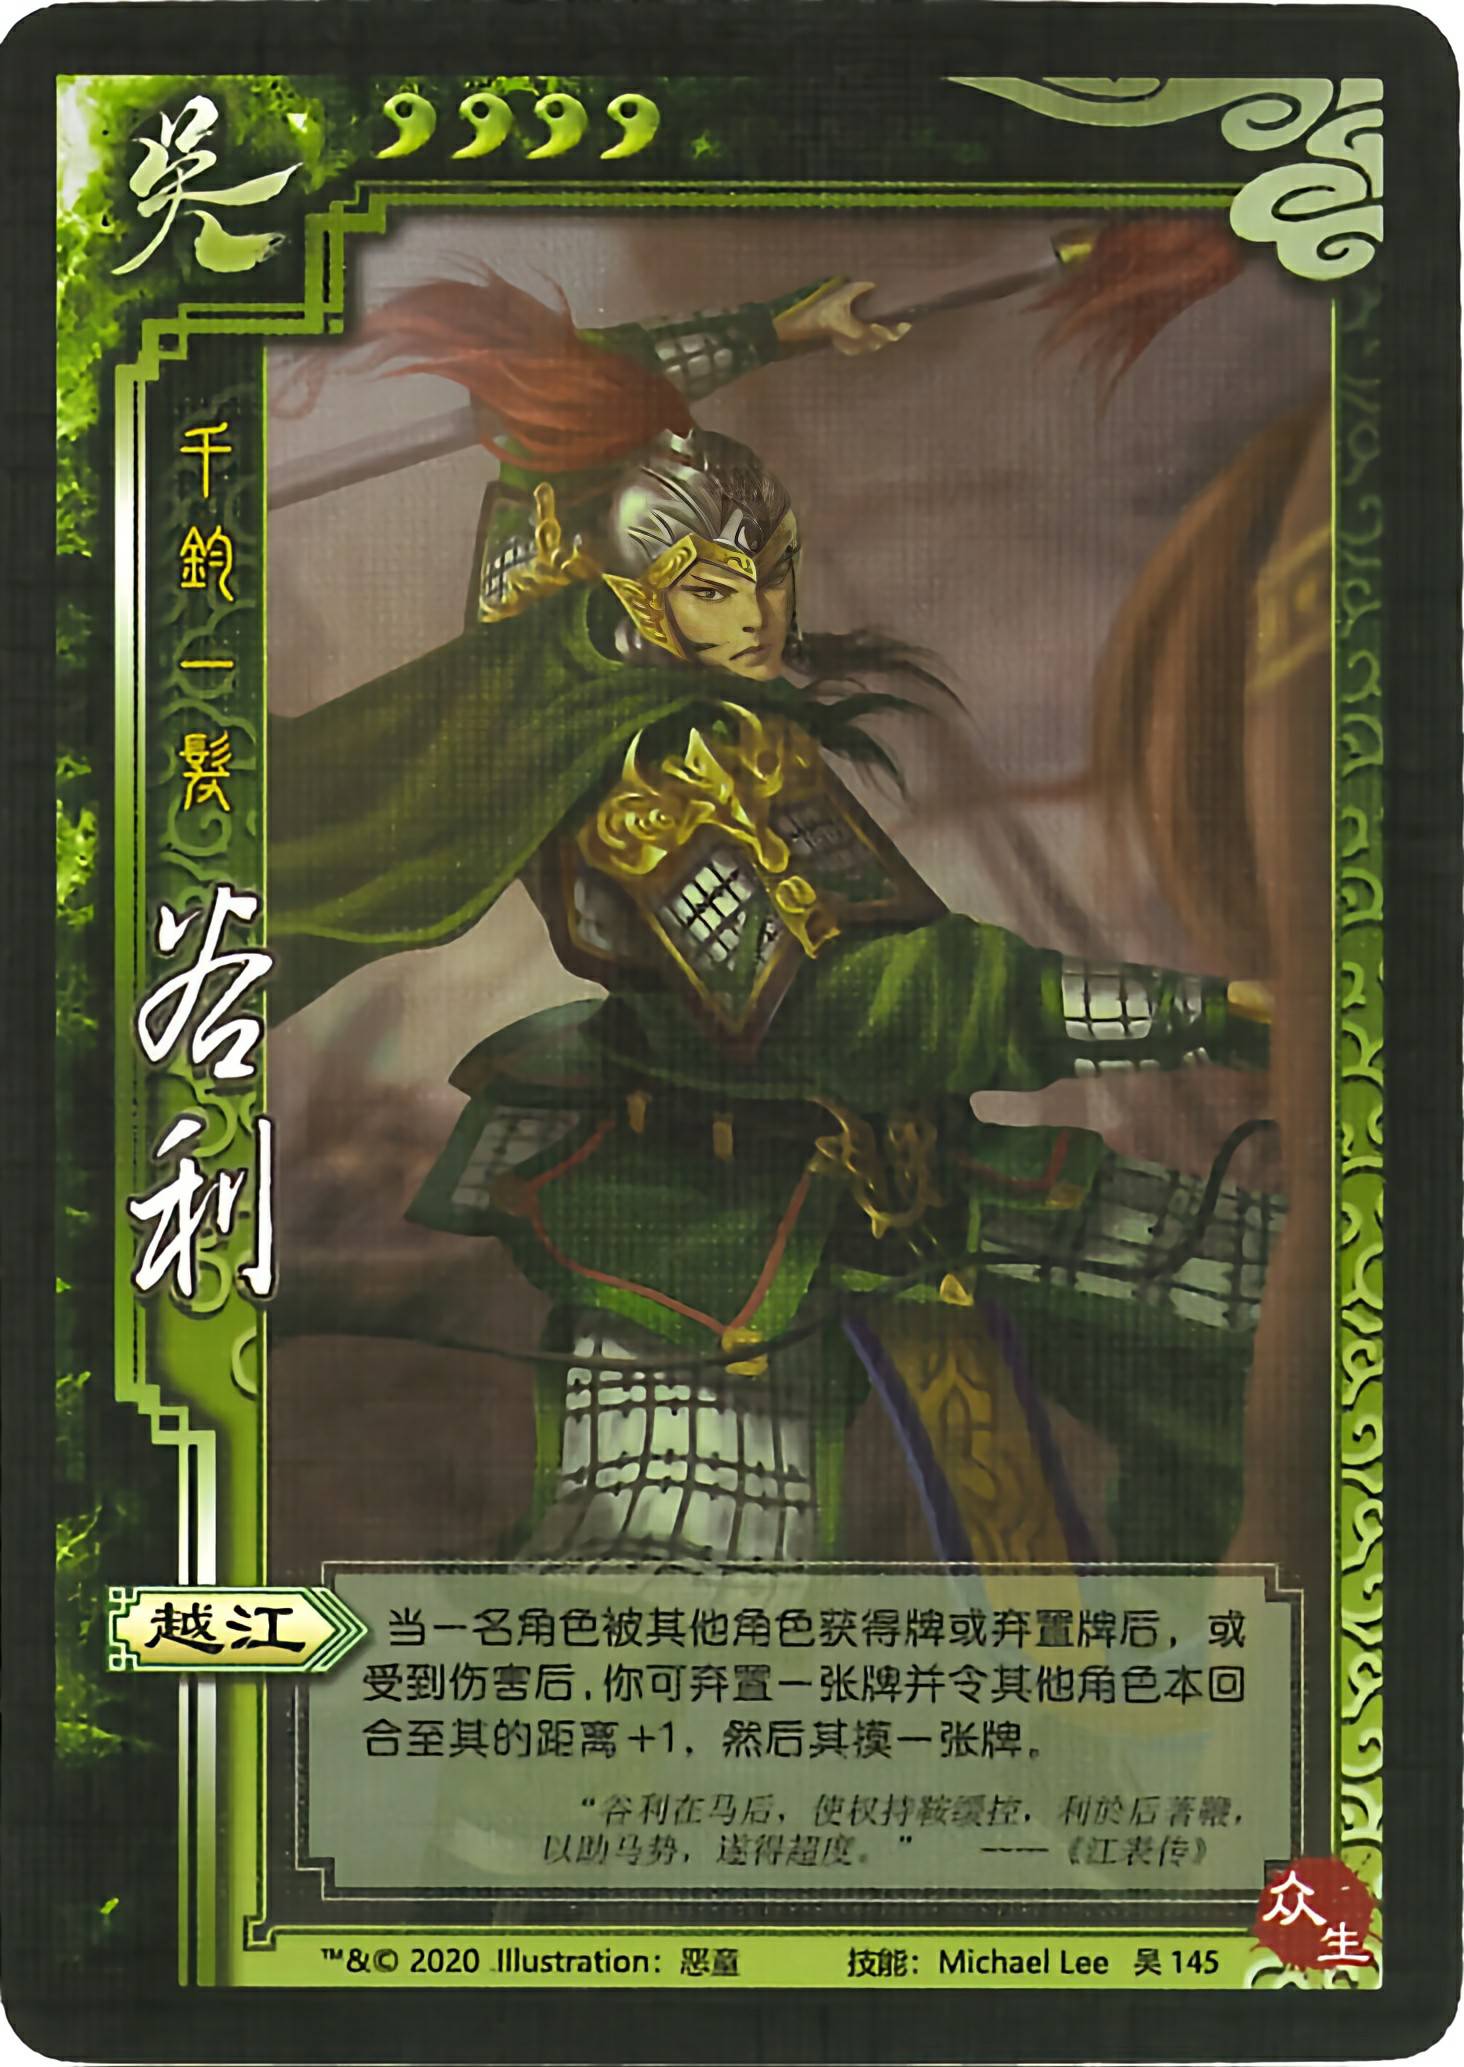 吴
千鈞一髮
谷利
越江
当一名角色被其他角色获得牌或弃置牌后，或
受到伤害后，你可弃置一张牌并令其他角色本回
合至其的距离+1，然后其摸一张牌。
“谷利在马后，使权持鞍缓控，利於后著鞭，
以助马势，遂得超度。” ——《江表传》
众生
™&© 2020 Illustration：恶童 技能：Michael Lee 吴 145